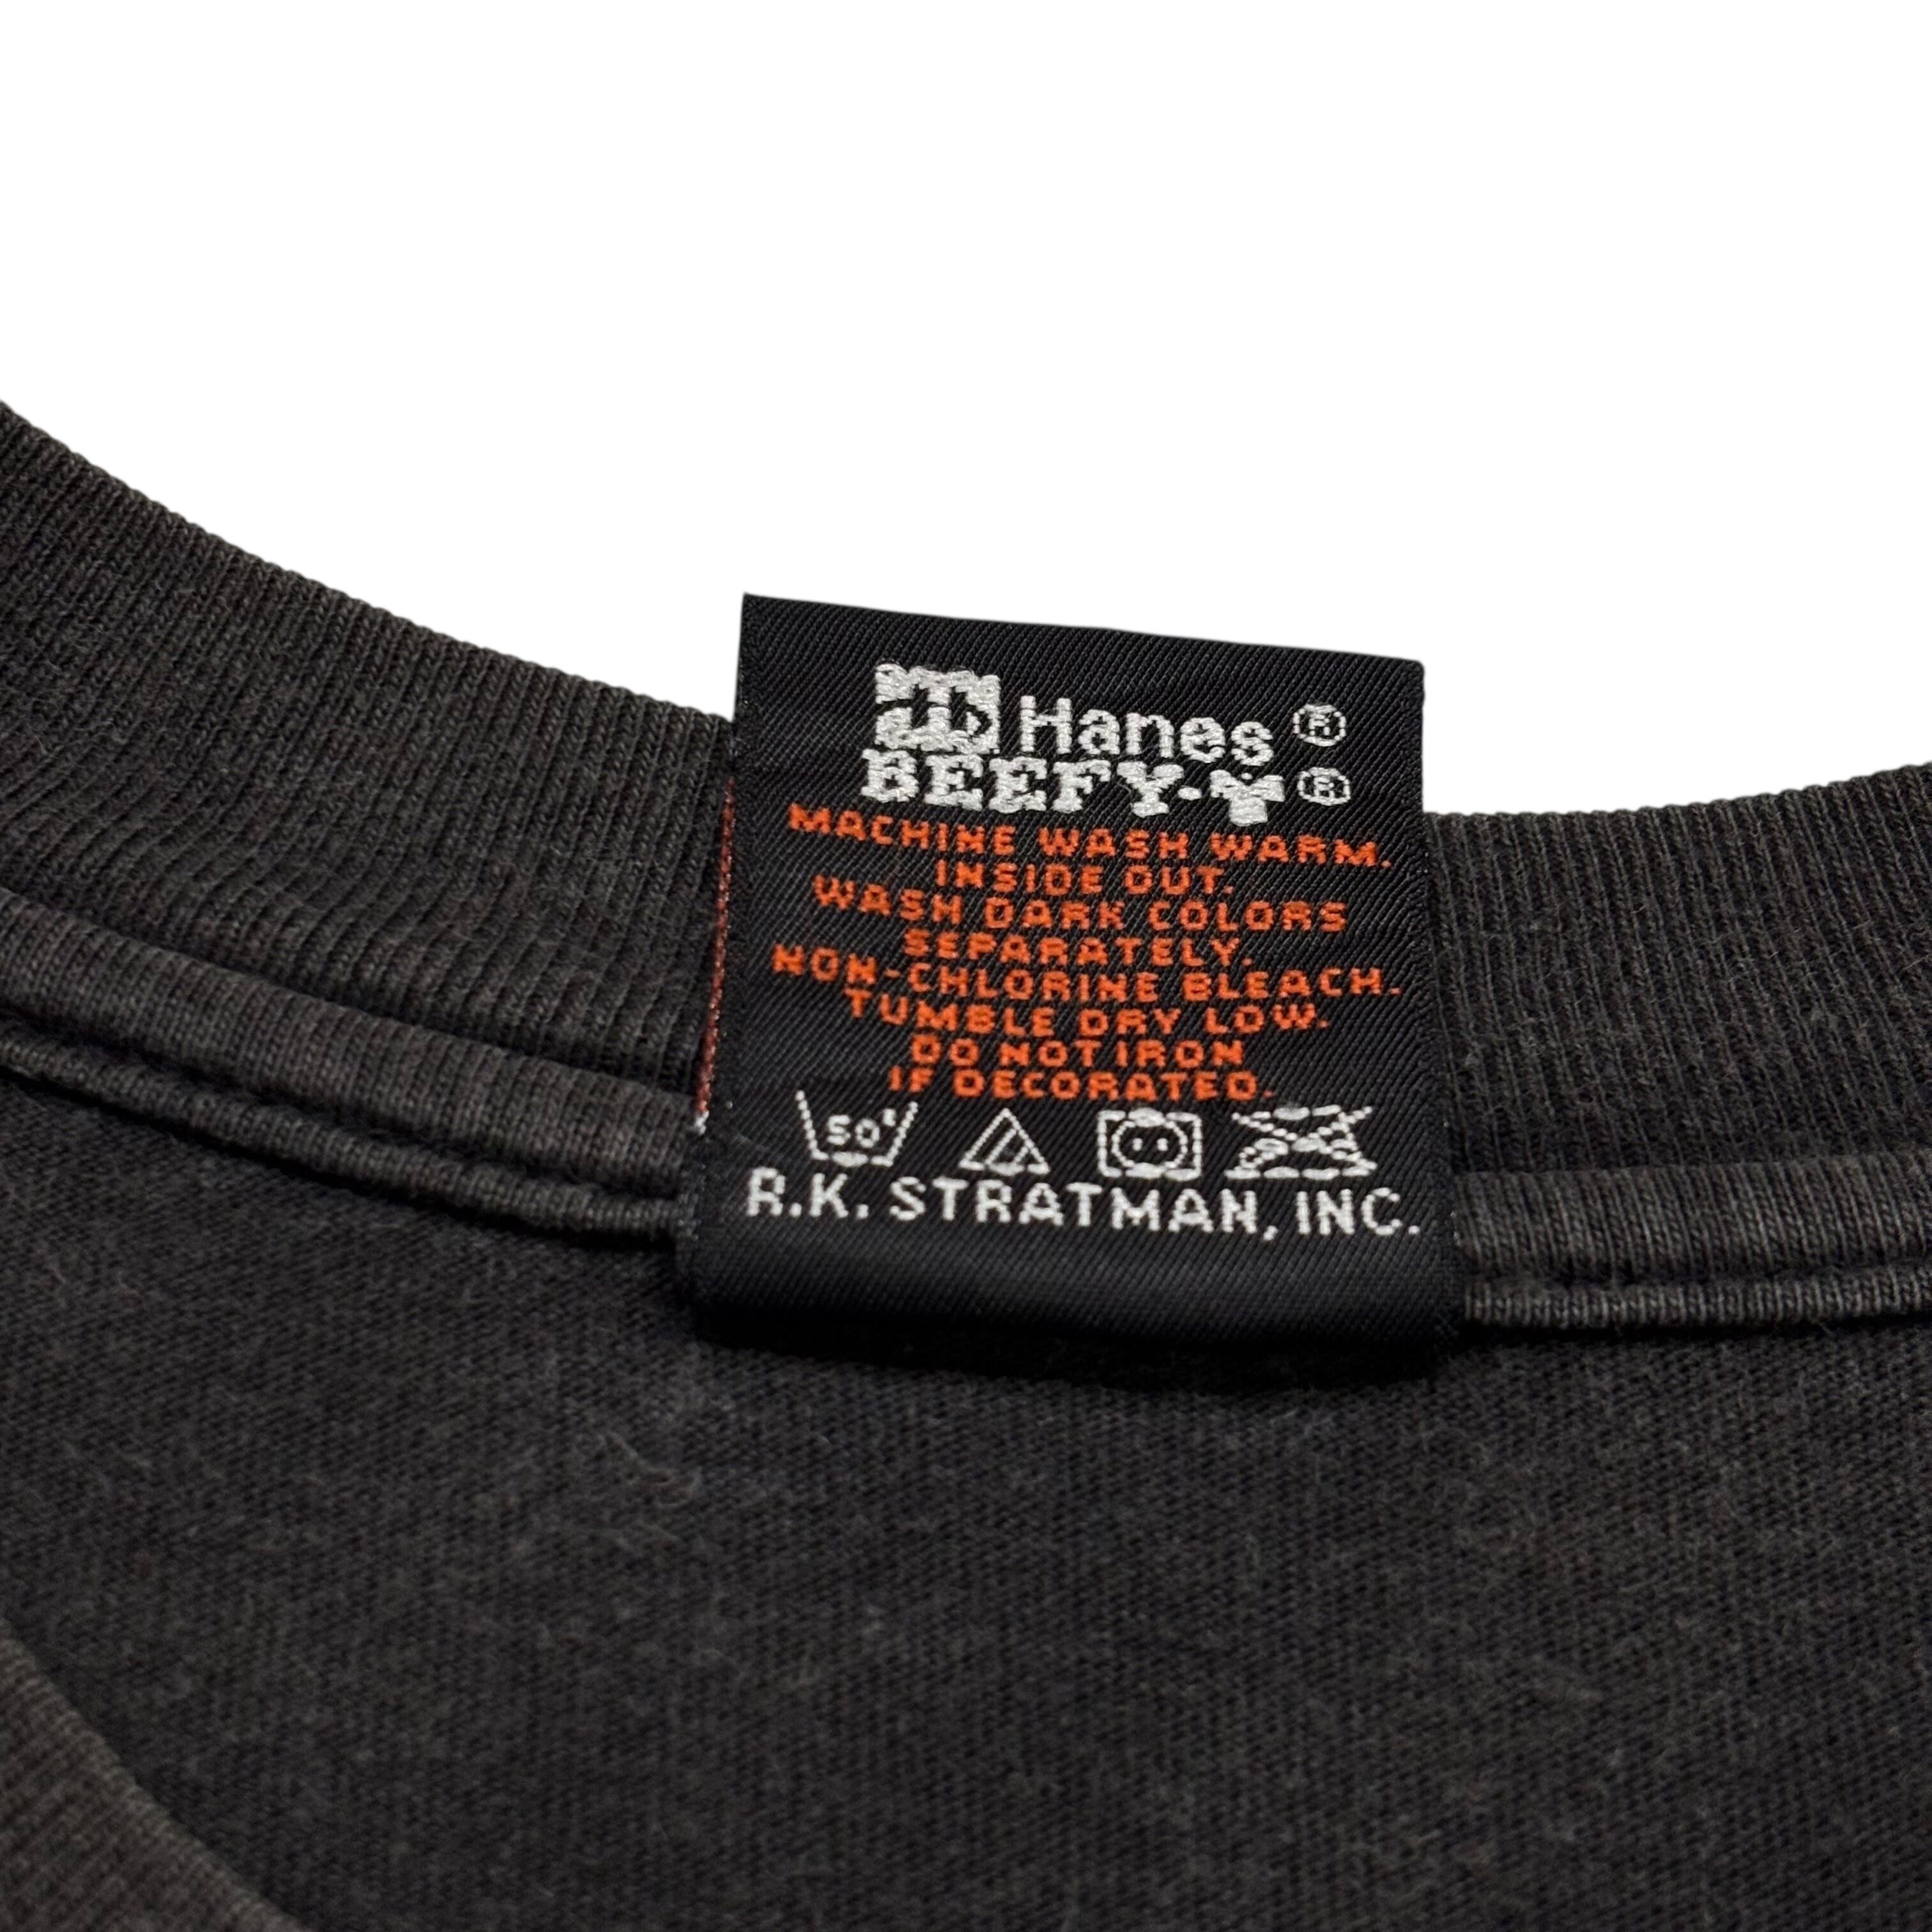 Hanes®
BEEFY-T®
MACHINE WASH WARM.
INSIDE OUT.
WASH DARK COLORS
SEPARATELY.
NON-CHLORINE BLEACH.
TUMBLE DRY LOW.
DO NOT IRON
IF DECORATED.
50°
R.K. STRATMAN, INC.